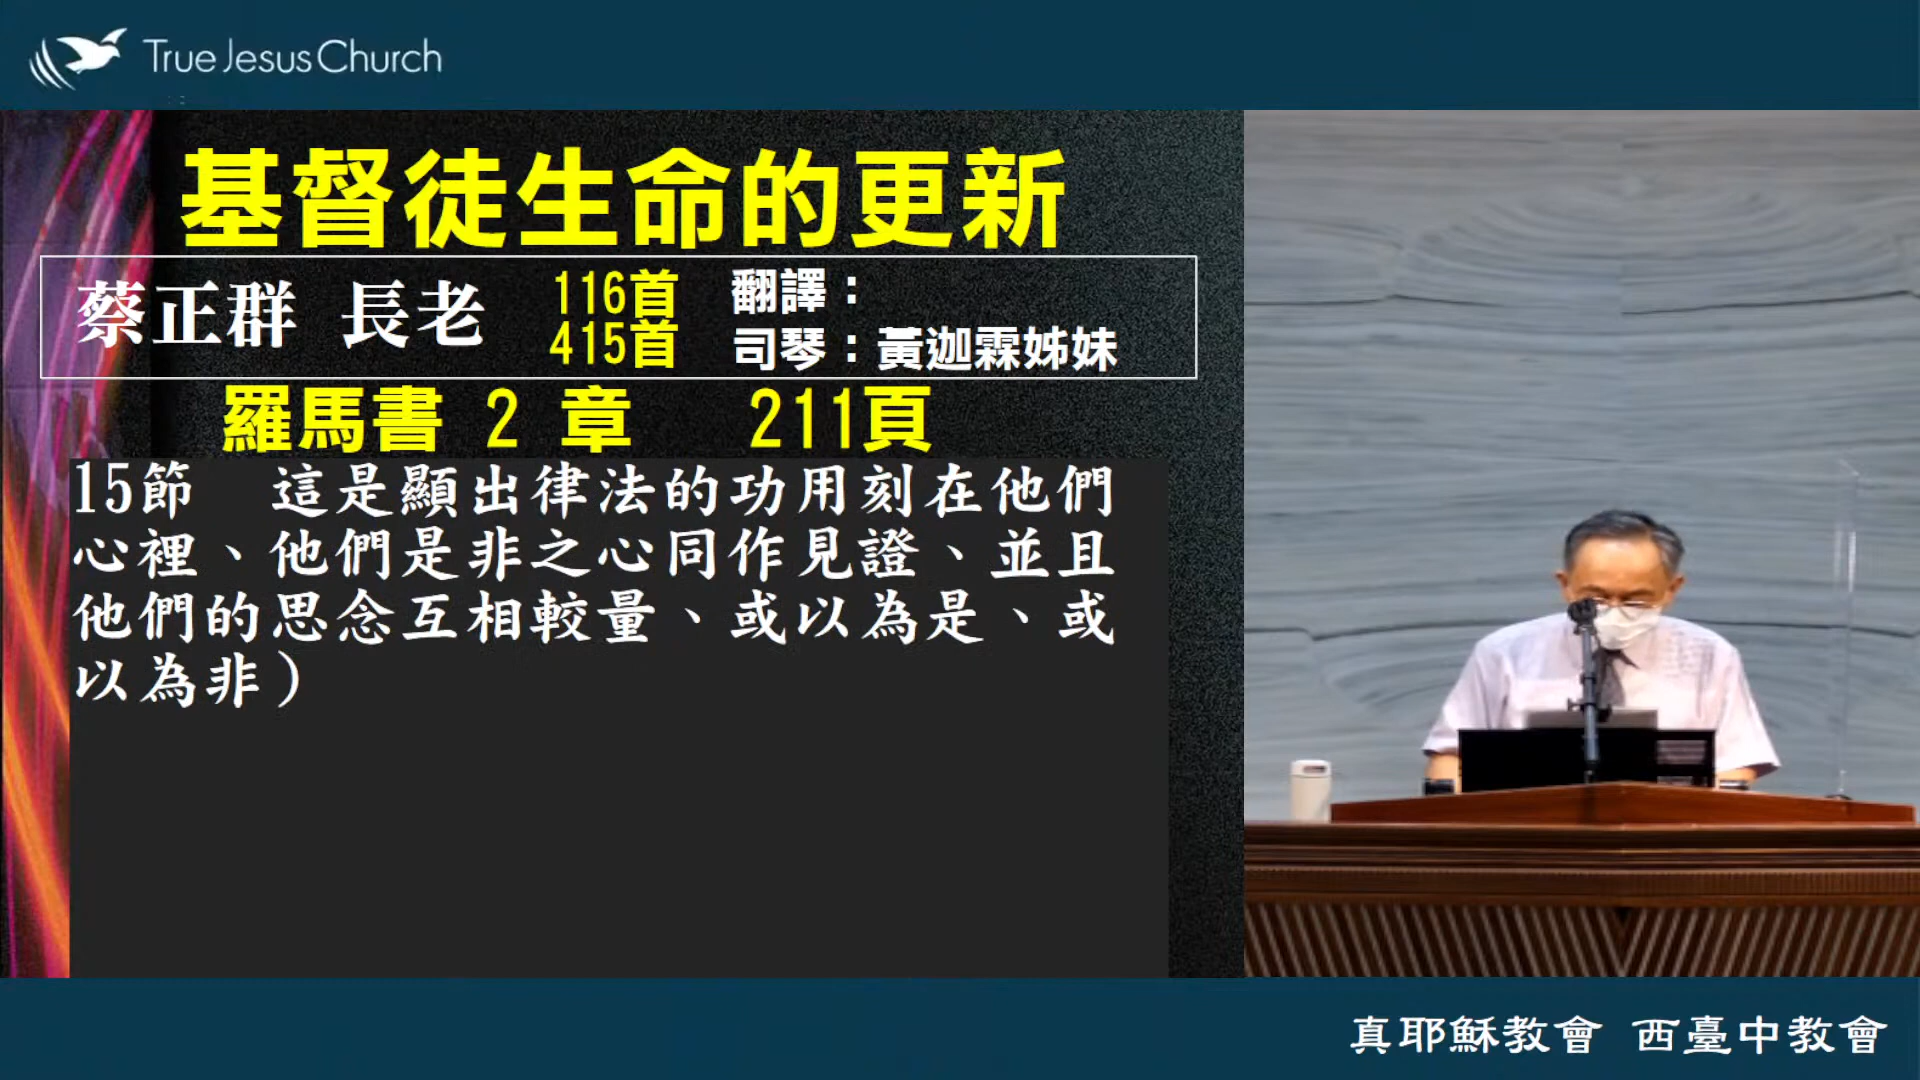 True Jesus Church
基督徒生命的更新
蔡正群 長老
116首
415首
翻譯：
司琴：黃迦霖姊妹
羅馬書 2 章 211頁
15節 這是顯出律法的功用刻在他們
心裡、他們是非之心同作見證、並且
他們的思念互相較量、或以為是、或
以為非）
真耶穌教會 西臺中教會